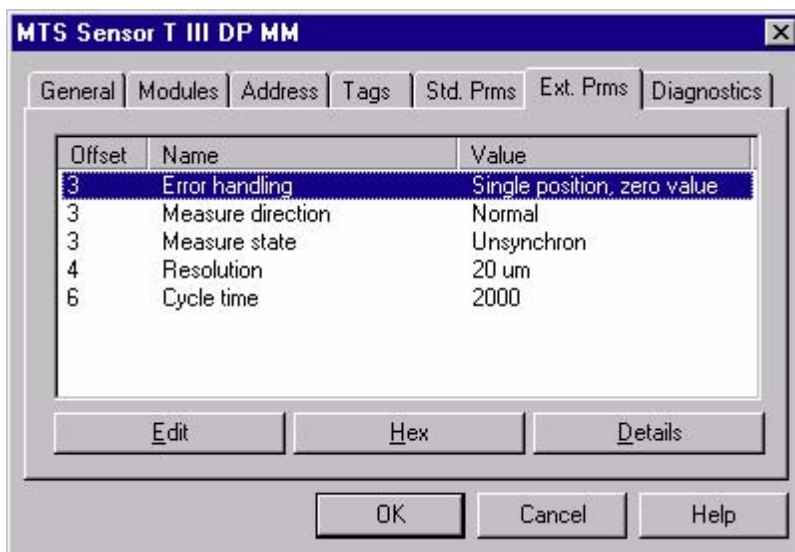 MTS Sensor T III DP MM
General Modules Address Tags Std. Prms Ext. Prms Diagnostics
Offset Name Value
3 Error handling Single position, zero value
3 Measure direction Normal
3 Measure state Unsynchron
4 Resolution 20 um
6 Cycle time 2000
Edit Hex Details
OK Cancel Help